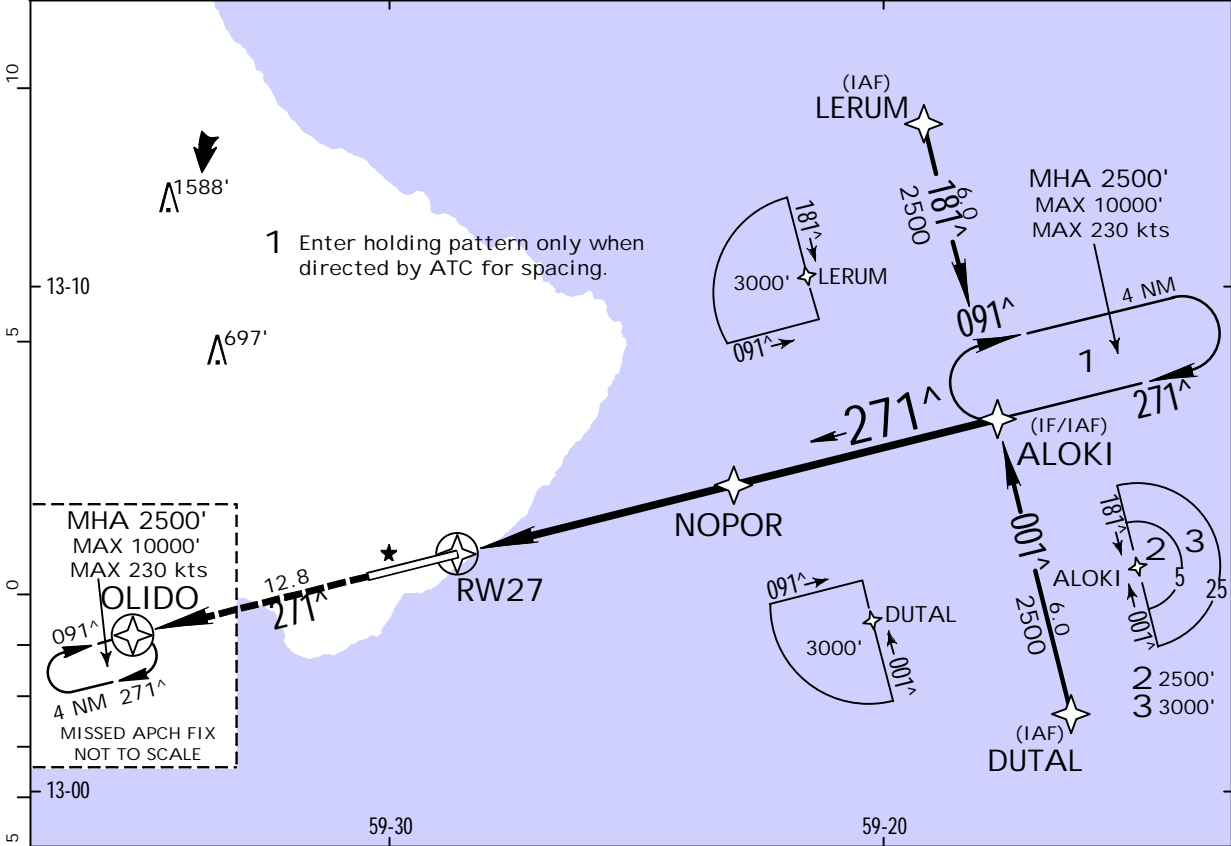 10
(IAF)
LERUM
1588'
181^
6.0
2500
MHA 2500'
MAX 10000'
MAX 230 kts
1 Enter holding pattern only when
directed by ATC for spacing.
181^
3000'
LERUM
091^
13-10
4 NM
091^
1
271^
5
697'
271^
(IF/IAF)
ALOKI
NOPOR
MHA 2500'
MAX 10000'
MAX 230 kts
OLIDO
12.8
271^
RW27
0
091^
4 NM
271^
MISSED APCH FIX
NOT TO SCALE
091^
DUTAL
3000'
001^
001^
6.0
2500
181^
2
3
ALOKI
5
25
001^
2 2500'
3 3000'
(IAF)
DUTAL
13-00
5
59-30
59-20